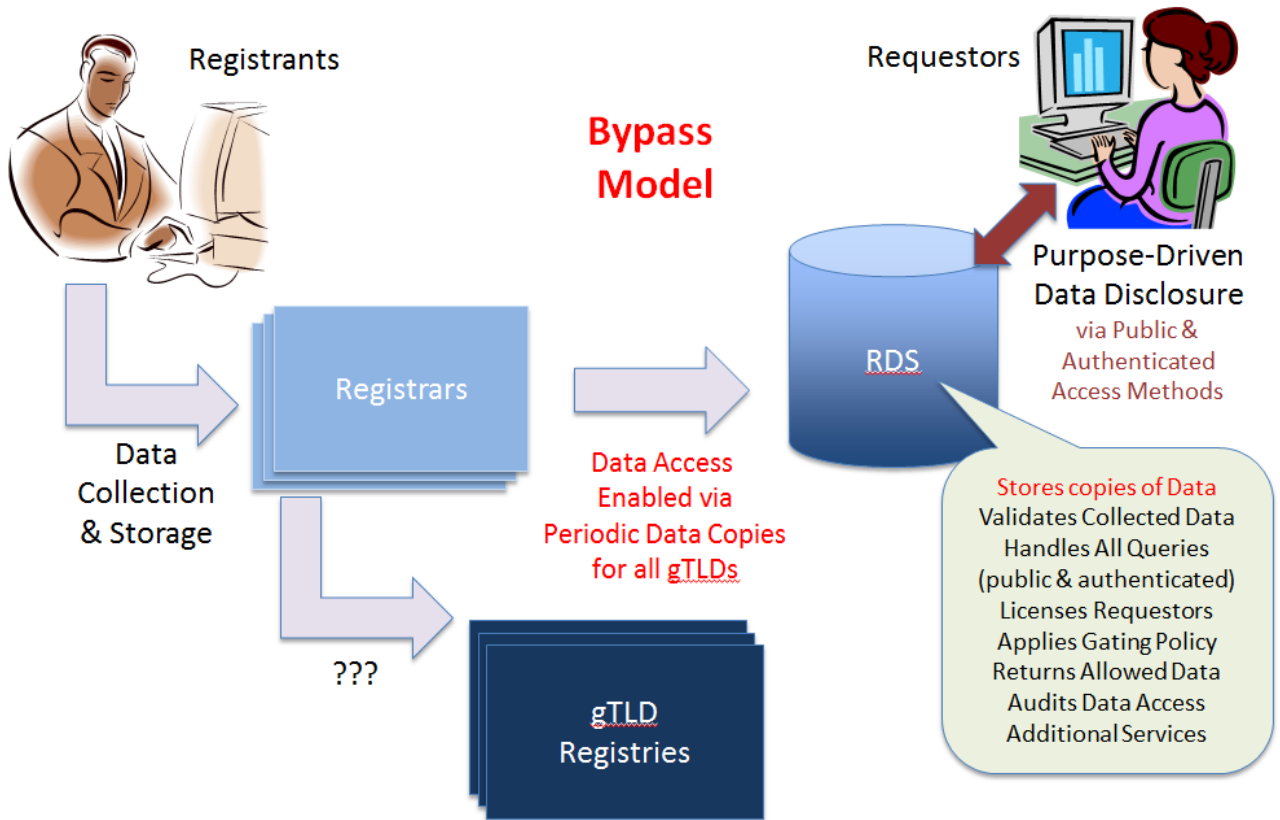 Registrants
Requestors
Bypass
Model
Purpose-Driven
Data Disclosure
via Public &
Authenticated
Access Methods
RDS
Registrars
Data
Collection
& Storage
Data Access
Enabled via
Periodic Data Copies
for all gTLDs
Stores copies of Data
Validates Collected Data
Handles All Queries
(public & authenticated)
Licenses Requestors
Applies Gating Policy
Returns Allowed Data
Audits Data Access
Additional Services
???
gTLD
Registries